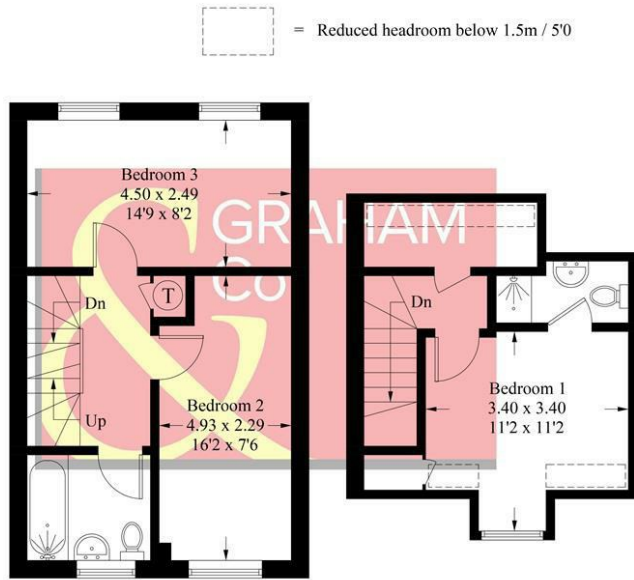 = Reduced headroom below 1.5m / 5'0
Bedroom 3
4.50 x 2.49
14'9 x 8'2
GRAHAM
& Co
T
Dn
Up
Bedroom 2
4.93 x 2.29
16'2 x 7'6
Dn
Bedroom 1
3.40 x 3.40
11'2 x 11'2